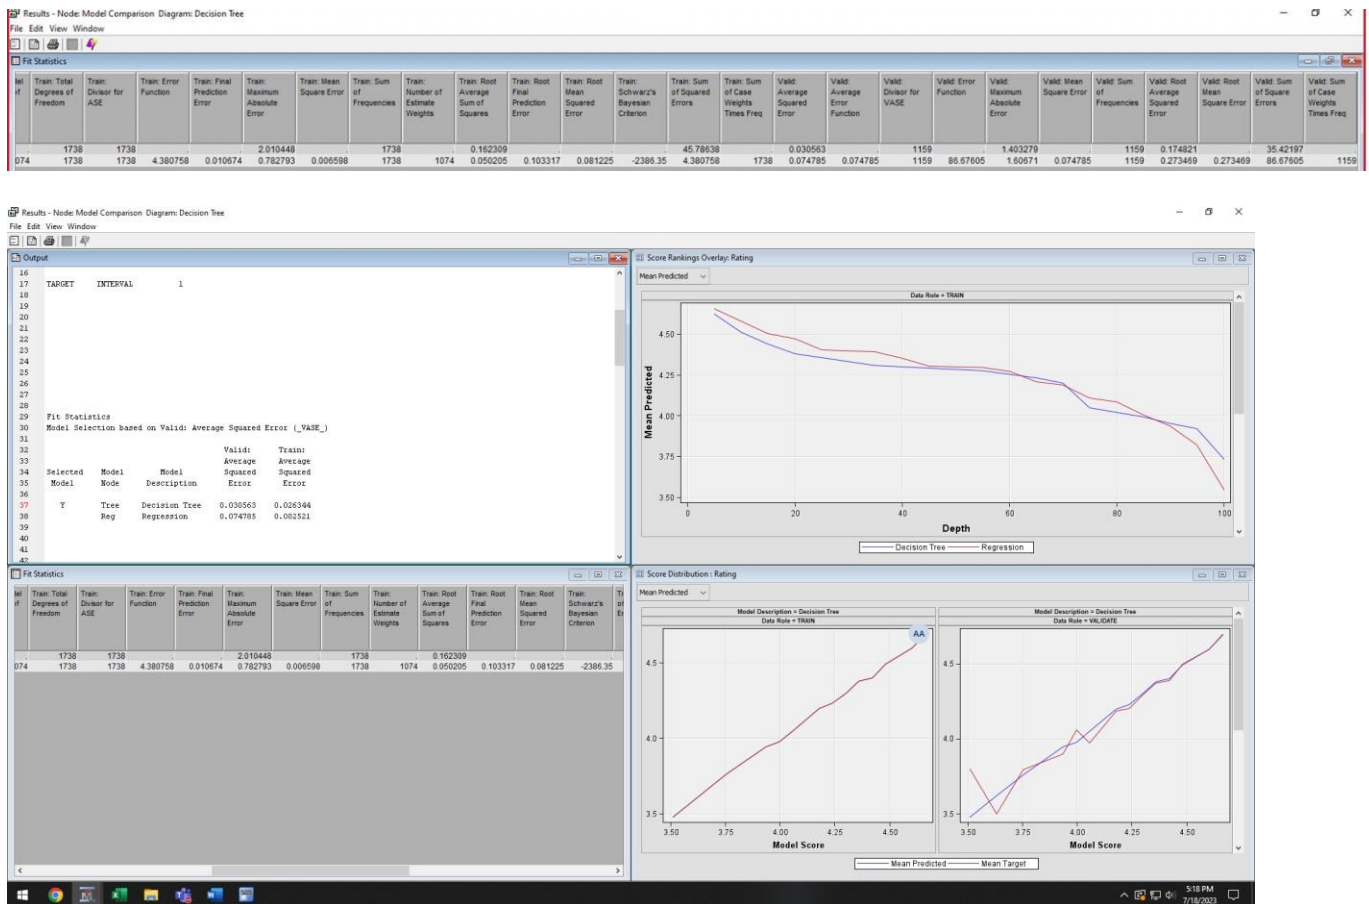 Results - Node: Model Comparison Diagram: Decision Tree
File Edit View Window
Fit Statistics
Train: Total Degrees of Freedom | Train: Divisor for ASE | Train: Error Function | Train: Final Prediction Error | Train: Maximum Absolute Error | Train: Mean Square Error | Train: Sum of Frequencies | Train: Number of Estimate Weights | Train: Root Average Sum of Squares | Train: Root Final Prediction Error | Train: Root Mean Squared Error | Train: Schwarz's Bayesian Criterion | Train: Sum of Squared Errors | Train: Sum of Case Weights Times Freq | Valid: Average Squared Error | Valid: Average Error Function | Valid: Divisor for VASE | Valid: Error Function | Valid: Maximum Absolute Error | Valid: Mean Square Error | Valid: Sum of Frequencies | Valid: Root Average Squared Error | Valid: Root Mean Square Error | Valid: Sum of Square Errors | Valid: Sum of Case Weights Times Freq
. 1738 1738 . . 2.010448 . 1738 . 0.162309 . . . 45.78638 . 0.030563 . 1159 . 1.403279 . 1159 0.174821 . 35.42197 .
074 1738 1738 4.380758 0.010674 0.782793 0.006598 1738 1074 0.050205 0.103317 0.081225 -2386.35 4.380758 1738 0.074785 0.074785 1159 86.67605 1.60671 0.074785 1159 0.273469 0.273469 86.67605 1159
Results - Node: Model Comparison Diagram: Decision Tree
File Edit View Window
Output
16
17 TARGET INTERVAL 1
18
19
20
21
22
23
24
25
26
27
28
29 Fit Statistics
30 Model Selection based on Valid: Average Squared Error (_VASE_)
31
32 Valid: Train:
33 Average Average
34 Selected Model Model Squared Squared
35 Model Node Description Error Error
36
37 Y Tree Decision Tree 0.030563 0.026344
38 Reg Regression 0.074785 0.002521
39
40
41
42
Score Rankings Overlay: Rating
Mean Predicted
Data Role = TRAIN
Mean Predicted
4.50
4.25
4.00
3.75
3.50
0 20 40 60 80 100
Depth
Decision Tree Regression
Fit Statistics
Train: Total Degrees of Freedom | Train: Divisor for ASE | Train: Error Function | Train: Final Prediction Error | Train: Maximum Absolute Error | Train: Mean Square Error | Train: Sum of Frequencies | Train: Number of Estimate Weights | Train: Root Average Sum of Squares | Train: Root Final Prediction Error | Train: Root Mean Squared Error | Train: Schwarz's Bayesian Criterion
. 1738 1738 . . 2.010448 . 1738 . 0.162309 . . .
074 1738 1738 4.380758 0.010674 0.782793 0.006598 1738 1074 0.050205 0.103317 0.081225 -2386.35
Score Distribution : Rating
Mean Predicted
Model Description = Decision Tree
Data Role = TRAIN
AA
4.5
4.0
3.5
3.50 3.75 4.00 4.25 4.50
Model Score
Model Description = Decision Tree
Data Role = VALIDATE
4.5
4.0
3.5
3.50 3.75 4.00 4.25 4.50
Model Score
Mean Predicted Mean Target
5:18 PM
7/18/2023